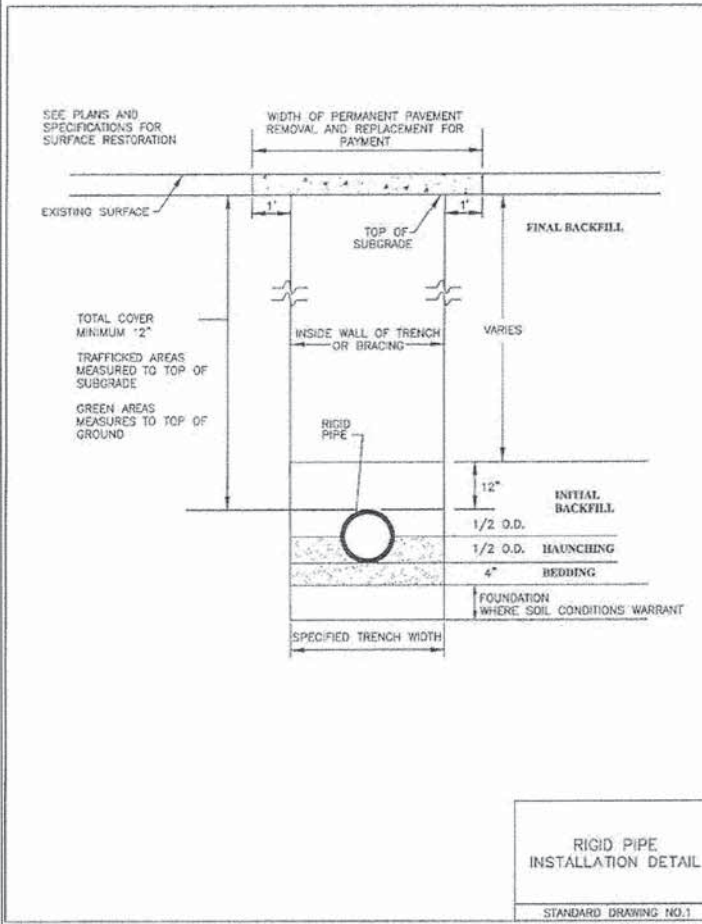 SEE PLANS AND
SPECIFICATIONS FOR
SURFACE RESTORATION
WIDTH OF PERMANENT PAVEMENT
REMOVAL AND REPLACEMENT FOR
PAYMENT
EXISTING SURFACE
1'
1'
TOP OF
SUBGRADE
FINAL BACKFILL
TOTAL COVER
MINIMUM 12"
TRAFFICKED AREAS
MEASURED TO TOP OF
SUBGRADE
GREEN AREAS
MEASURES TO TOP OF
GROUND
INSIDE WALL OF TRENCH
OR BRACING
VARIES
RIGID
PIPE
12"
INITIAL
BACKFILL
1/2 O.D.
1/2 O.D. HAUNCHING
4" BEDDING
FOUNDATION
WHERE SOIL CONDITIONS WARRANT
SPECIFIED TRENCH WIDTH
RIGID PIPE
INSTALLATION DETAIL
STANDARD DRAWING NO.1